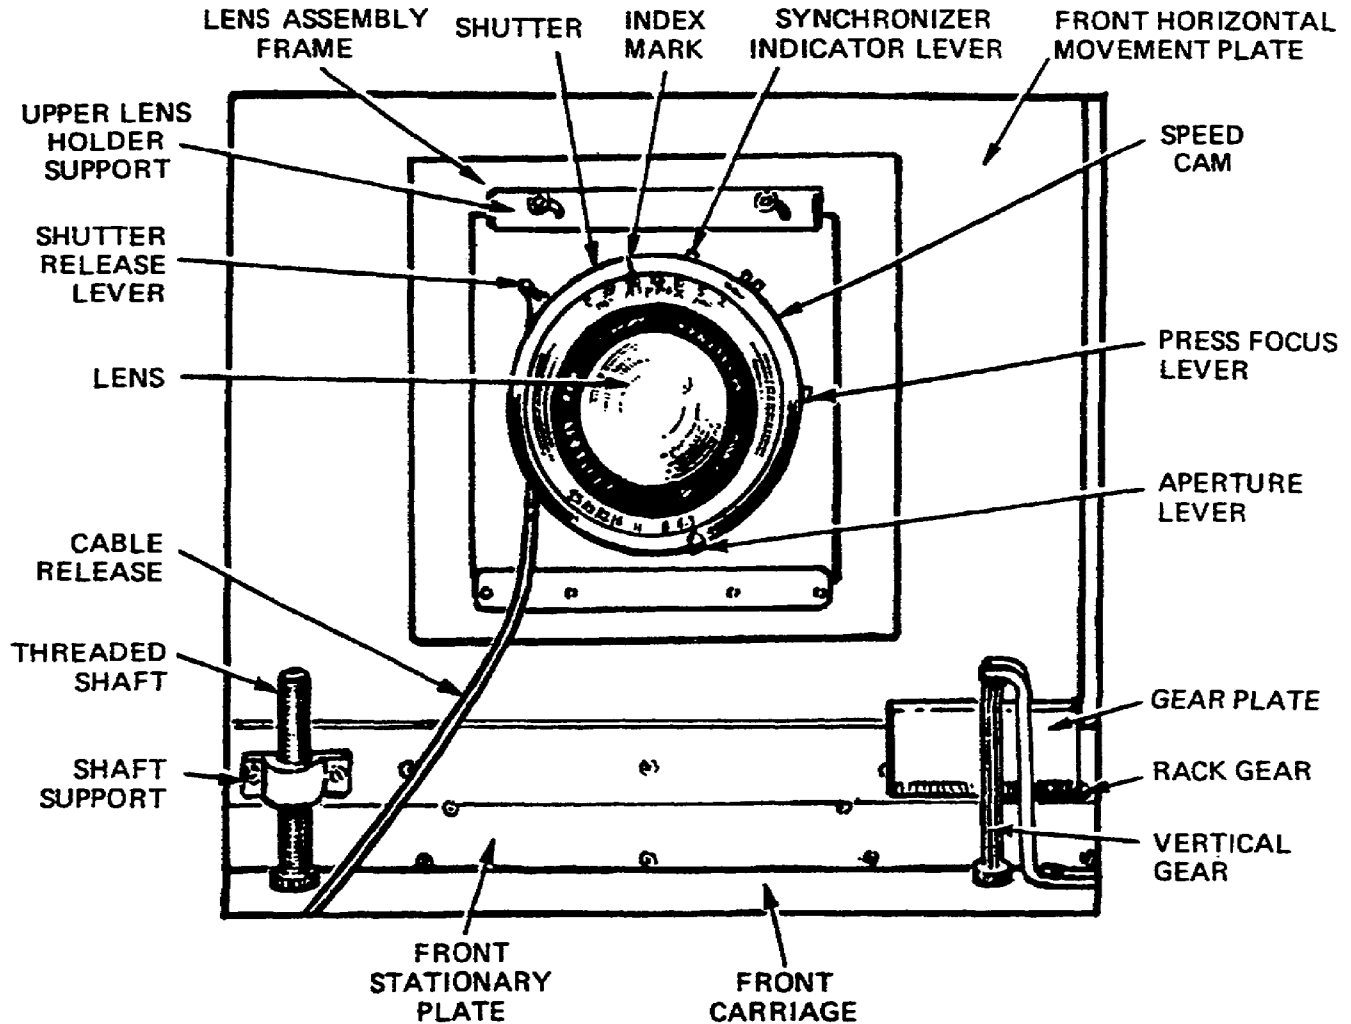 LENS ASSEMBLY
FRAME
SHUTTER
INDEX
MARK
SYNCHRONIZER
INDICATOR LEVER
FRONT HORIZONTAL
MOVEMENT PLATE
UPPER LENS
HOLDER
SUPPORT
SPEED
CAM
SHUTTER
RELEASE
LEVER
PRESS FOCUS
LEVER
LENS
APERTURE
LEVER
CABLE
RELEASE
THREADED
SHAFT
GEAR PLATE
SHAFT
SUPPORT
RACK GEAR
VERTICAL
GEAR
FRONT
STATIONARY
PLATE
FRONT
CARRIAGE